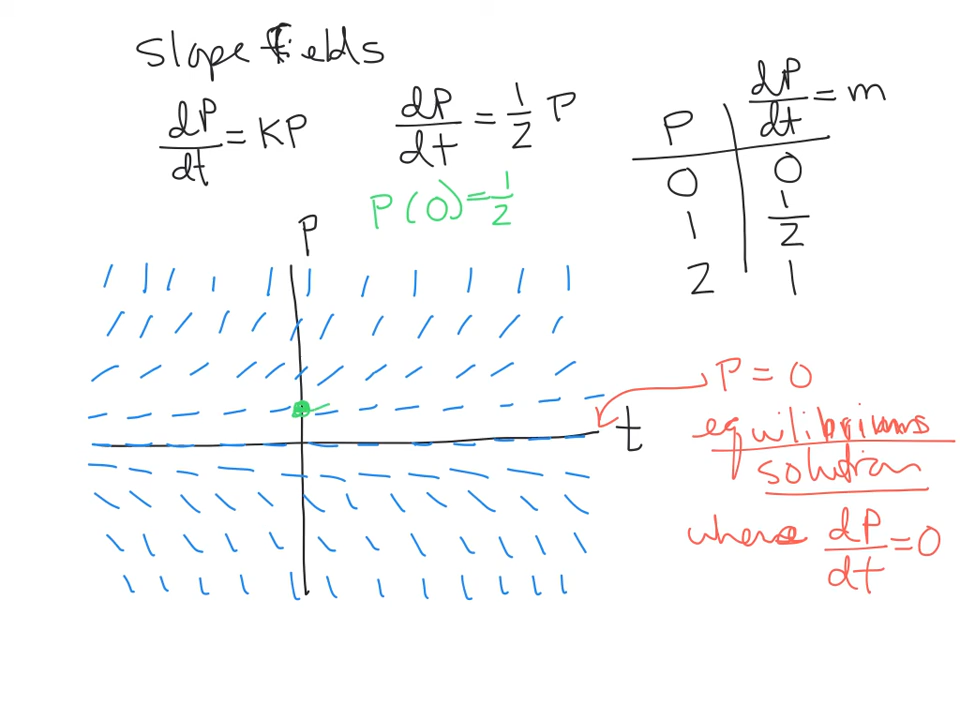 Slope fields
dP/dt = KP
dP/dt = 1/2 P
P(0) = 1/2
P | dP/dt = m
0 | 0
1 | 1/2
2 | 1
P
t
P = 0
equilibriums
solution
where dP/dt = 0